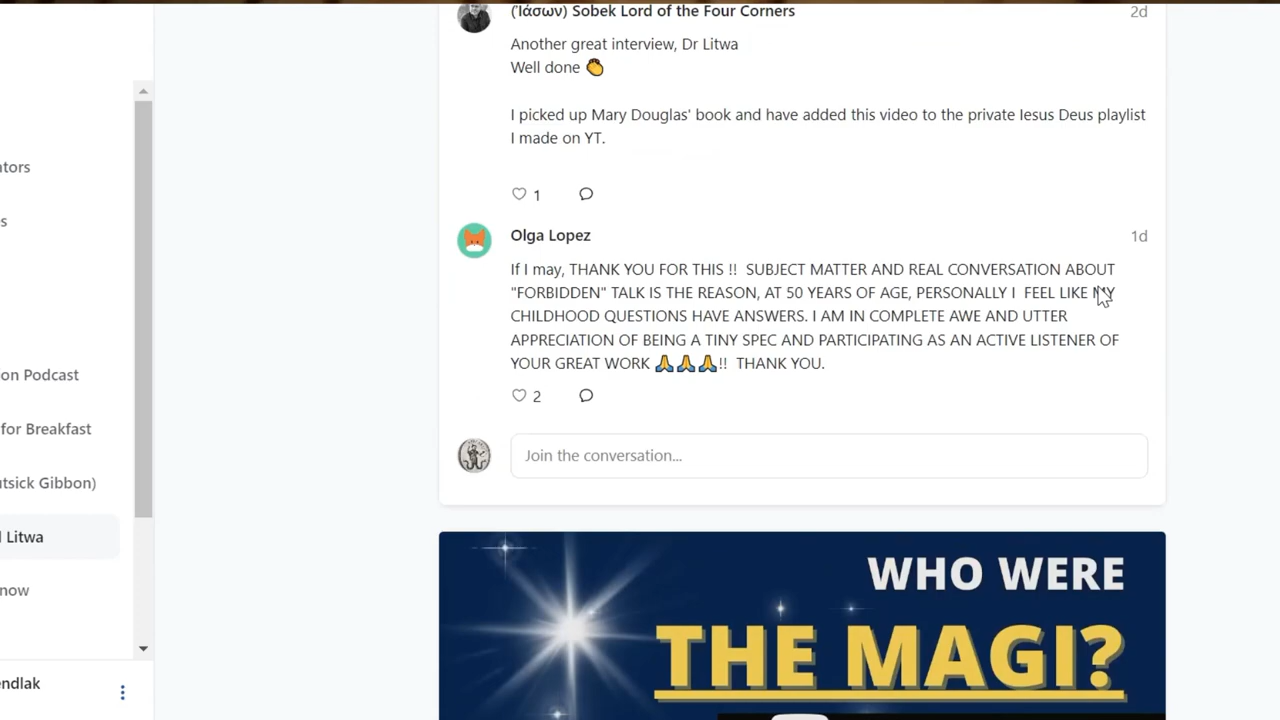 (Ἰάσων) Sobek Lord of the Four Corners
2d
Another great interview, Dr Litwa
Well done
I picked up Mary Douglas' book and have added this video to the private Iesus Deus playlist
I made on YT.
1
Olga Lopez
1d
If I may, THANK YOU FOR THIS !! SUBJECT MATTER AND REAL CONVERSATION ABOUT
"FORBIDDEN" TALK IS THE REASON, AT 50 YEARS OF AGE, PERSONALLY I FEEL LIKE MY
CHILDHOOD QUESTIONS HAVE ANSWERS. I AM IN COMPLETE AWE AND UTTER
APPRECIATION OF BEING A TINY SPEC AND PARTICIPATING AS AN ACTIVE LISTENER OF
YOUR GREAT WORK 🙏🙏🙏!! THANK YOU.
2
Join the conversation...
WHO WERE
THE MAGI?
ntors
es
on Podcast
for Breakfast
utsick Gibbon)
Litwa
now
endlak